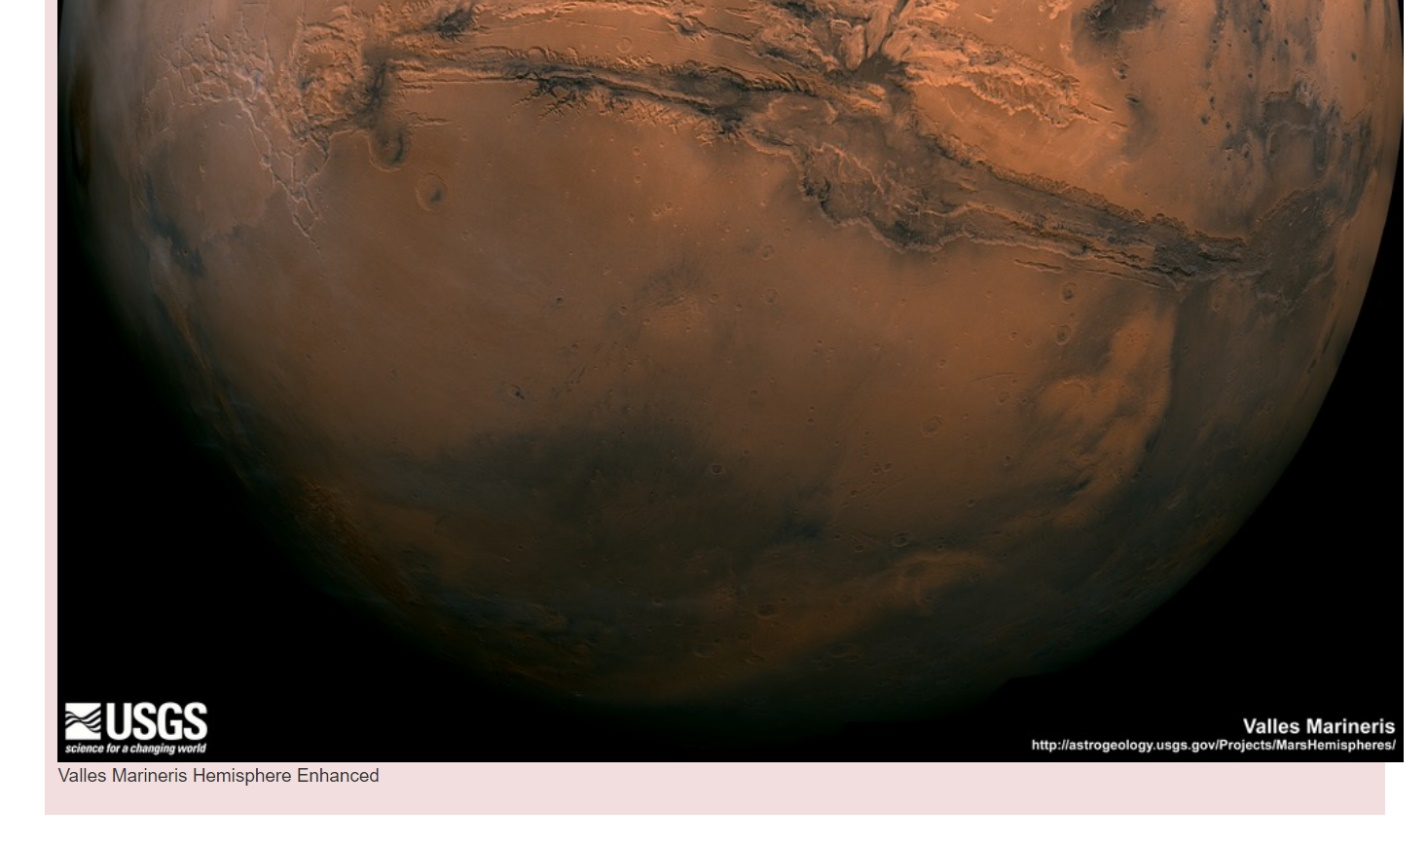 USGS
science for a changing world
Valles Marineris
http://astrogeology.usgs.gov/Projects/MarsHemispheres/
Valles Marineris Hemisphere Enhanced